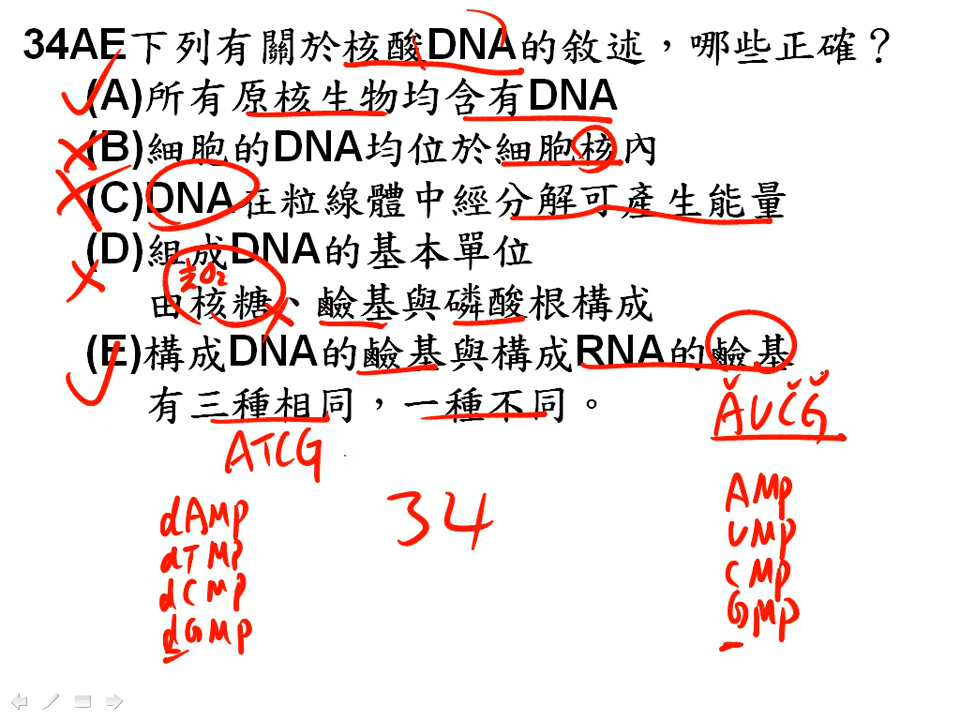 34AE下列有關於核酸DNA的敘述，哪些正確？
(A)所有原核生物均含有DNA
(B)細胞的DNA均位於細胞核內
(C)DNA在粒線體中經分解可產生能量
(D)組成DNA的基本單位
去O2
由核糖、鹼基與磷酸根構成
(E)構成DNA的鹼基與構成RNA的鹼基
有三種相同，一種不同。
AUCG
ATCG
34
dAMP
dTMP
dCMP
dGMP
AMP
UMP
CMP
GMP